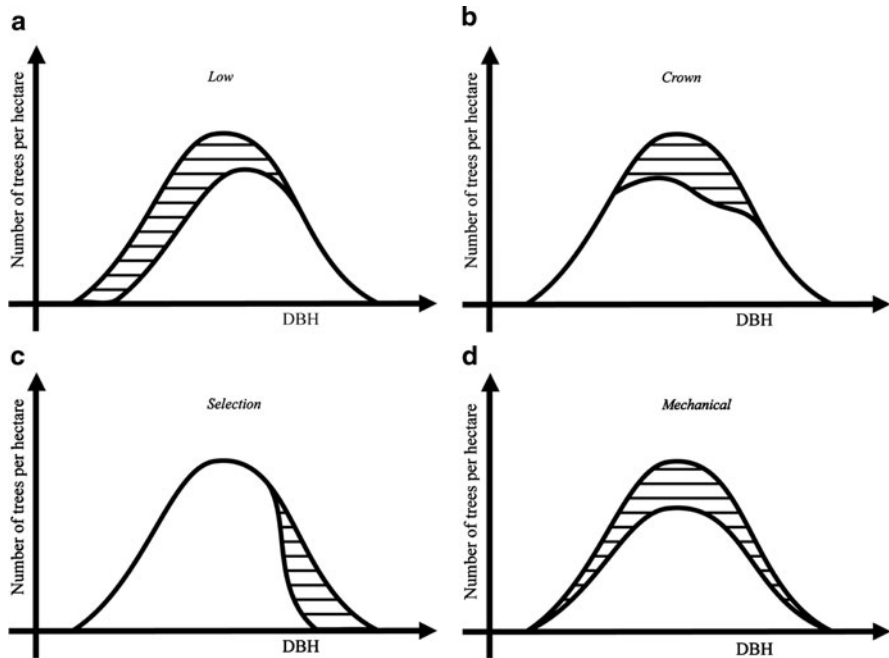 a
Low
Number of trees per hectare
DBH
b
Crown
Number of trees per hectare
DBH
c
Selection
Number of trees per hectare
DBH
d
Mechanical
Number of trees per hectare
DBH